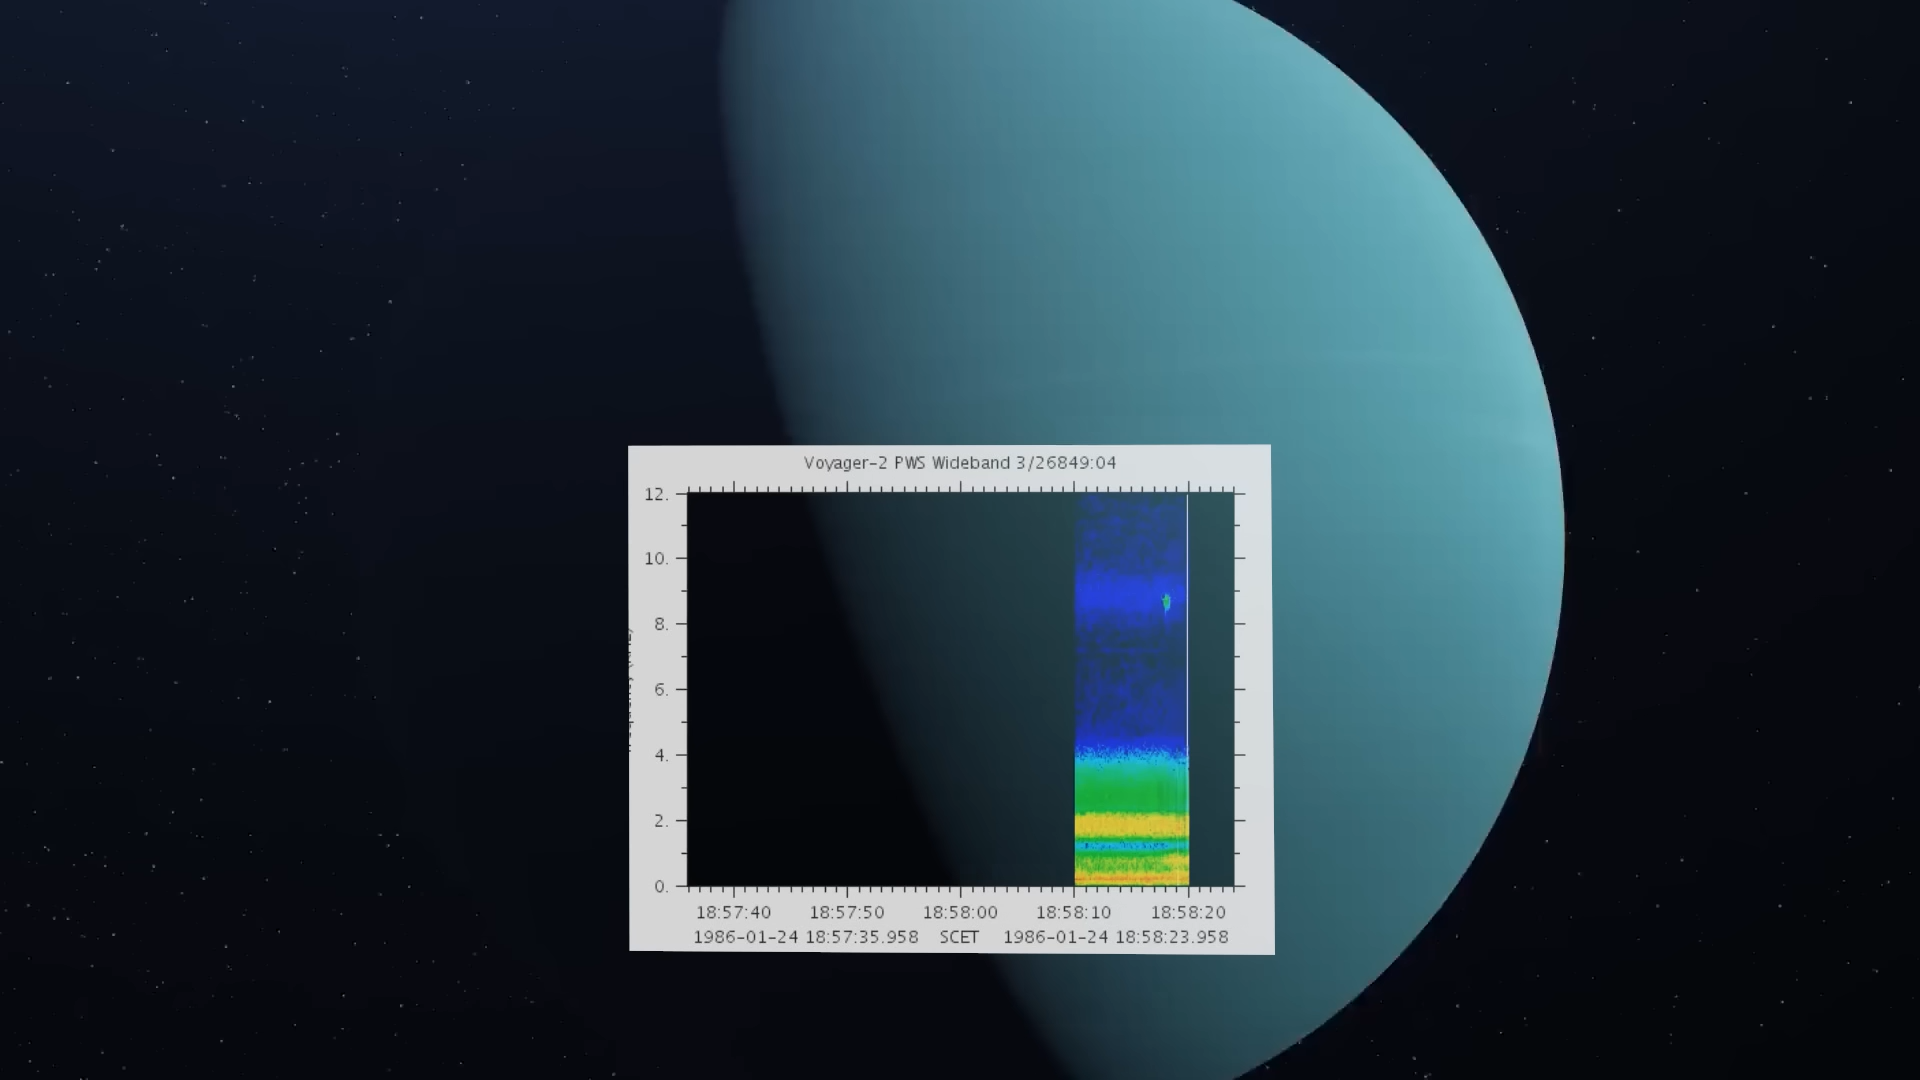 Voyager-2 PWS Wideband 3/26849:04
12.
10.
8.
6.
4.
2.
0.
18:57:40 18:57:50 18:58:00 18:58:10 18:58:20
1986-01-24 18:57:35.958 SCET 1986-01-24 18:58:23.958